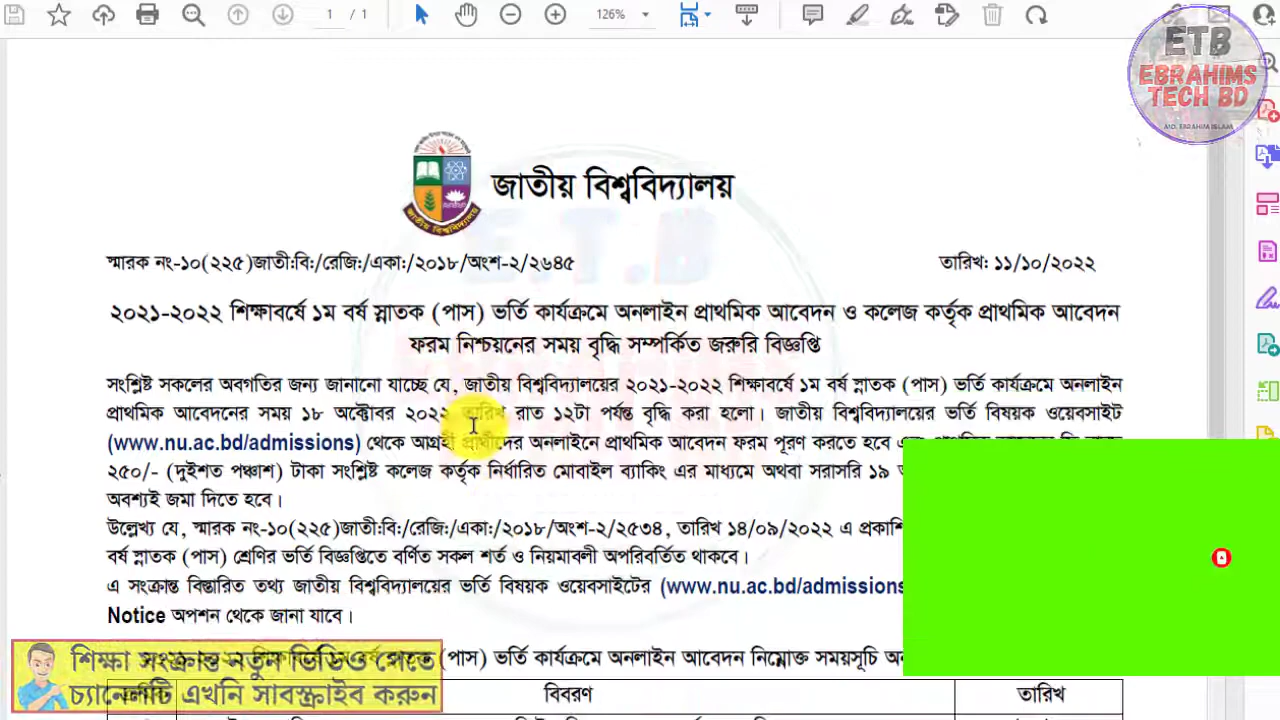 1 / 1
126%
ETB
EBRAHIMS
TECH BD
MD. EBRAHIM ISLAM
জাতীয় বিশ্ববিদ্যালয়
স্মারক নং-১০(২২৫)জাতী:বি:/রেজি:/একা:/২০১৮/অংশ-২/২৬৪৫
তারিখ: ১১/১০/২০২২
২০২১-২০২২ শিক্ষাবর্ষে ১ম বর্ষ স্নাতক (পাস) ভর্তি কার্যক্রমে অনলাইন প্রাথমিক আবেদন ও কলেজ কর্তৃক প্রাথমিক আবেদন
ফরম নিশ্চয়নের সময় বৃদ্ধি সম্পর্কিত জরুরি বিজ্ঞপ্তি
সংশ্লিষ্ট সকলের অবগতির জন্য জানানো যাচ্ছে যে, জাতীয় বিশ্ববিদ্যালয়ের ২০২১-২০২২ শিক্ষাবর্ষে ১ম বর্ষ স্নাতক (পাস) ভর্তি কার্যক্রমে অনলাইন
প্রাথমিক আবেদনের সময় ১৮ অক্টোবর ২০২২ তারিখ রাত ১২টা পর্যন্ত বৃদ্ধি করা হলো। জাতীয় বিশ্ববিদ্যালয়ের ভর্তি বিষয়ক ওয়েবসাইট
(www.nu.ac.bd/admissions) থেকে আগ্রহী প্রার্থীদের অনলাইনে প্রাথমিক আবেদন ফরম পূরণ করতে হবে
২৫০/- (দুইশত পঞ্চাশ) টাকা সংশ্লিষ্ট কলেজ কর্তৃক নির্ধারিত মোবাইল ব্যাকিং এর মাধ্যমে অথবা সরাসরি ১৯
অবশ্যই জমা দিতে হবে।
উল্লেখ্য যে, স্মারক নং-১০(২২৫)জাতী:বি:/রেজি:/একা:/২০১৮/অংশ-২/২৫৩৪, তারিখ ১৪/০৯/২০২২ এ
বর্ষ স্নাতক (পাস) শ্রেণির ভর্তি বিজ্ঞপ্তিতে বর্ণিত সকল শর্ত ও নিয়মাবলী অপরিবর্তিত থাকবে।
এ সংক্রান্ত বিস্তারিত তথ্য জাতীয় বিশ্ববিদ্যালয়ের ভর্তি বিষয়ক ওয়েবসাইটের (www.nu.ac.bd/admissions
Notice অপশন থেকে জানা যাবে।
(পাস) ভর্তি কার্যক্রমে অনলাইন আবেদন নিম্নোক্ত সময়সূচি
শিক্ষা সংক্রান্ত নতুন ভিডিও পেতে
চ্যানেলটি এখনি সাবস্ক্রাইব করুন
বিবরণ
তারিখ